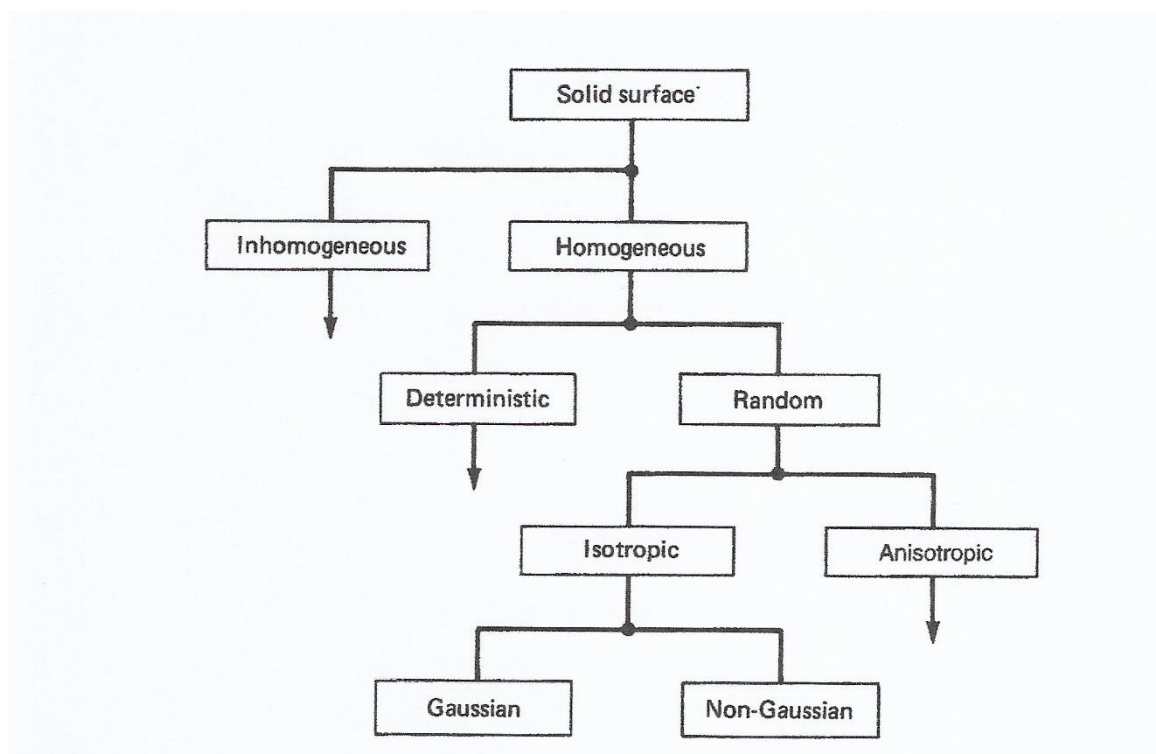 Solid surface
Inhomogeneous
Homogeneous
Deterministic
Random
Isotropic
Anisotropic
Gaussian
Non-Gaussian